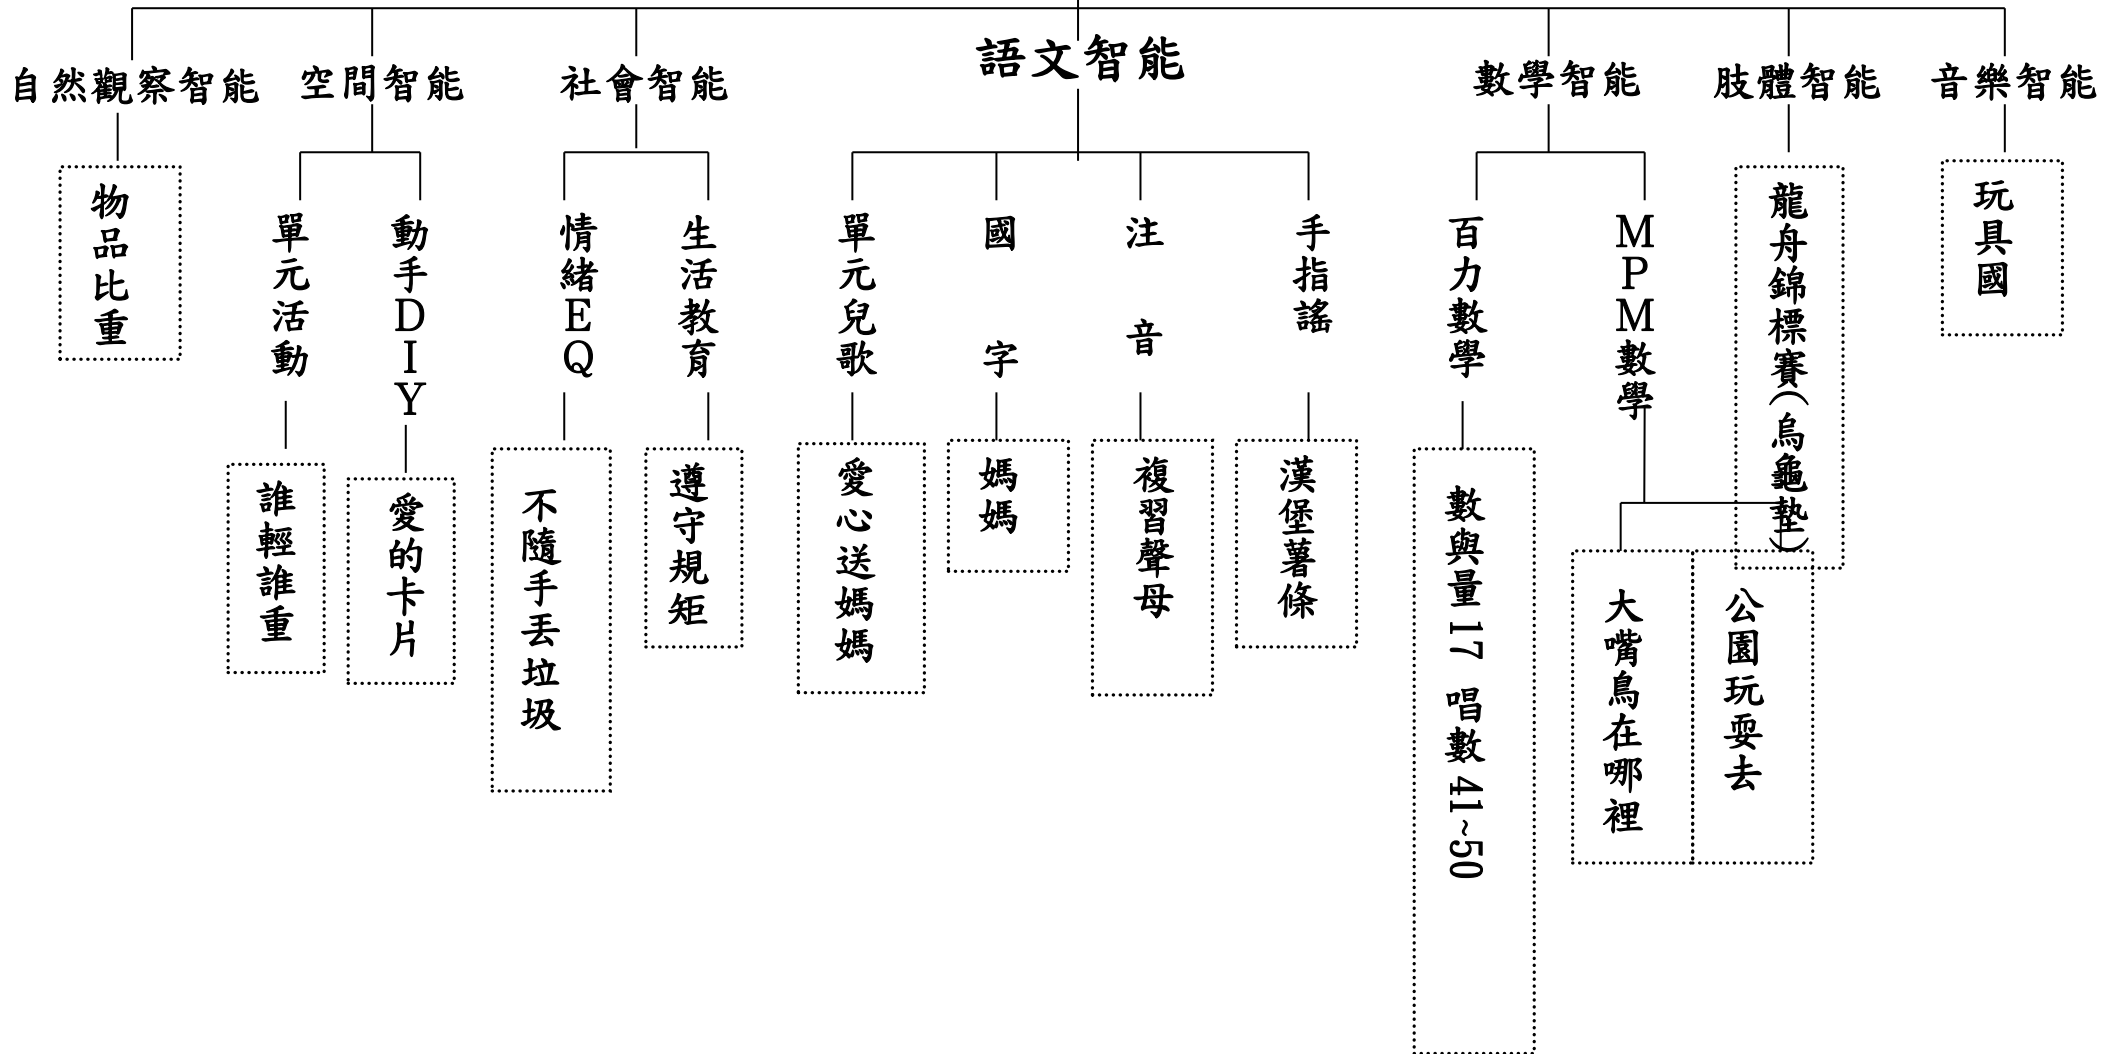 自然觀察智能
空間智能
社會智能
語文智能
數學智能
肢體智能
音樂智能
物品比重
單元活動
動手DIY
情緒EQ
生活教育
單元兒歌
國字
注音
手指謠
百力數學
MPM數學
龍舟錦標賽(烏龜墊)
玩具國
誰輕誰重
愛的卡片
不隨手丟垃圾
遵守規矩
愛心送媽媽
媽媽
複習聲母
漢堡薯條
數與量17 唱數41~50
大嘴鳥在哪裡
公園玩耍去